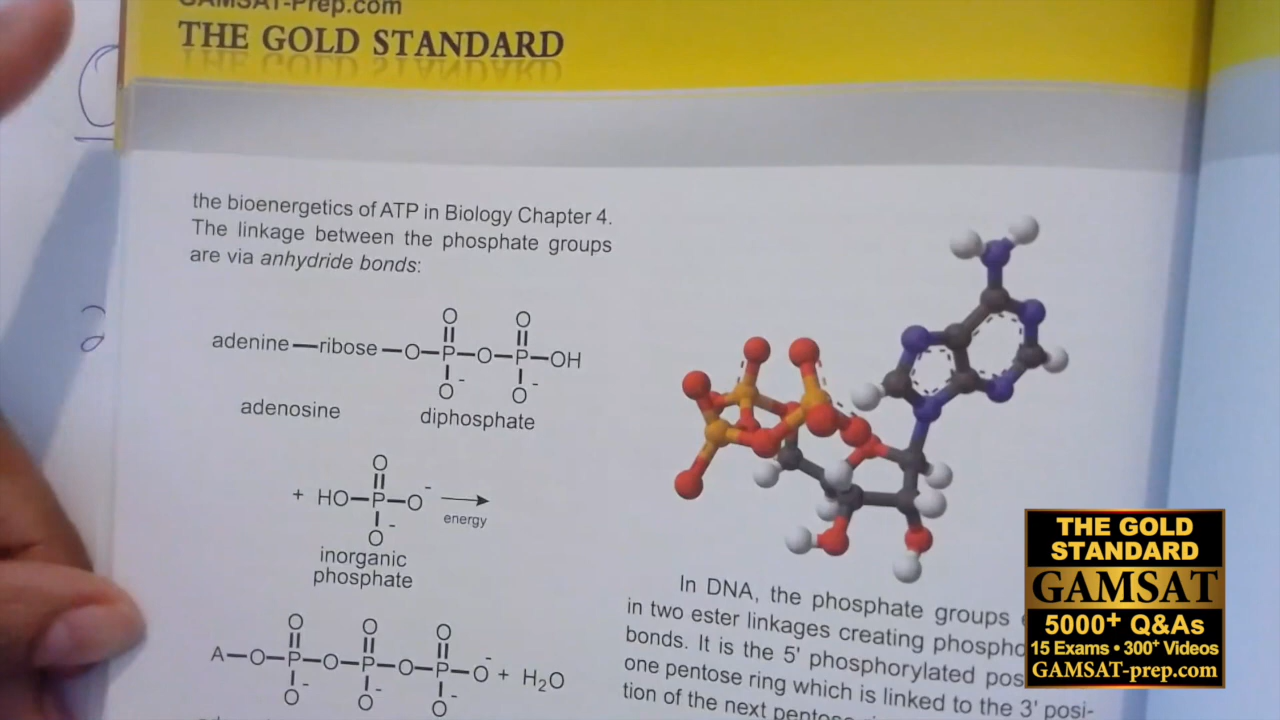 GAMSAT-Prep.com
THE GOLD STANDARD
the bioenergetics of ATP in Biology Chapter 4.
The linkage between the phosphate groups
are via anhydride bonds:
O O
adenine—ribose—O—P—O—P—OH
O- O-
adenosine diphosphate
O
+ HO—P—O- →
energy
O-
inorganic
phosphate
O O O
A—O—P—O—P—O—P—O- + H2O
O- O- O-
In DNA, the phosphate groups
in two ester linkages creating
bonds. It is the 5' phosphorylated
one pentose ring which is linked to the 3' posi-
tion of the next
THE GOLD
STANDARD
GAMSAT
5000+ Q&As
15 Exams • 300+ Videos
GAMSAT-prep.com